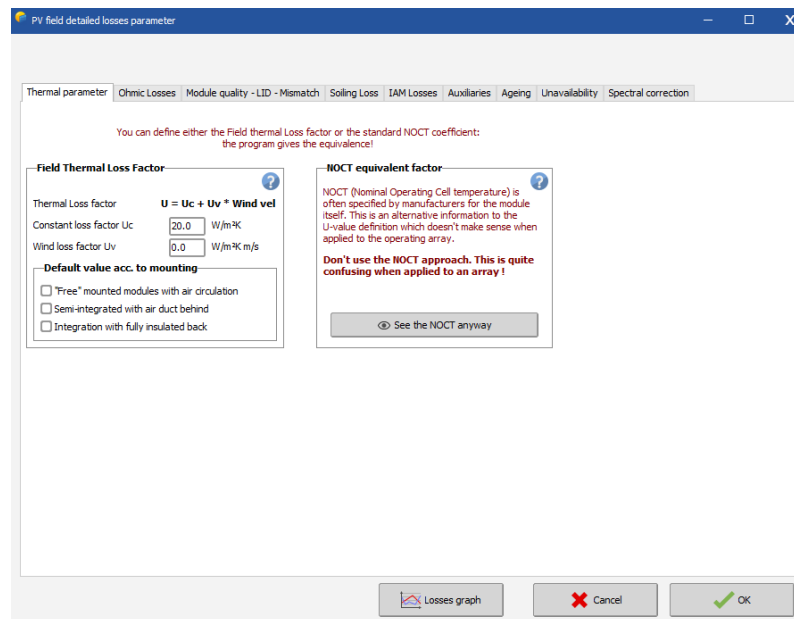 PV field detailed losses parameter
Thermal parameter Ohmic Losses Module quality - LID - Mismatch Soiling Loss IAM Losses Auxiliaries Ageing Unavailability Spectral correction
You can define either the Field thermal Loss factor or the standard NOCT coefficient:
the program gives the equivalence!
Field Thermal Loss Factor
?
Thermal Loss factor U = Uc + Uv * Wind vel
Constant loss factor Uc 20.0 W/m²K
Wind loss factor Uv 0.0 W/m²K m/s
Default value acc. to mounting
"Free" mounted modules with air circulation
Semi-integrated with air duct behind
Integration with fully insulated back
NOCT equivalent factor
?
NOCT (Nominal Operating Cell temperature) is
often specified by manufacturers for the module
itself. This is an alternative information to the
U-value definition which doesn't make sense when
applied to the operating array.
Don't use the NOCT approach. This is quite
confusing when applied to an array !
See the NOCT anyway
Losses graph Cancel OK